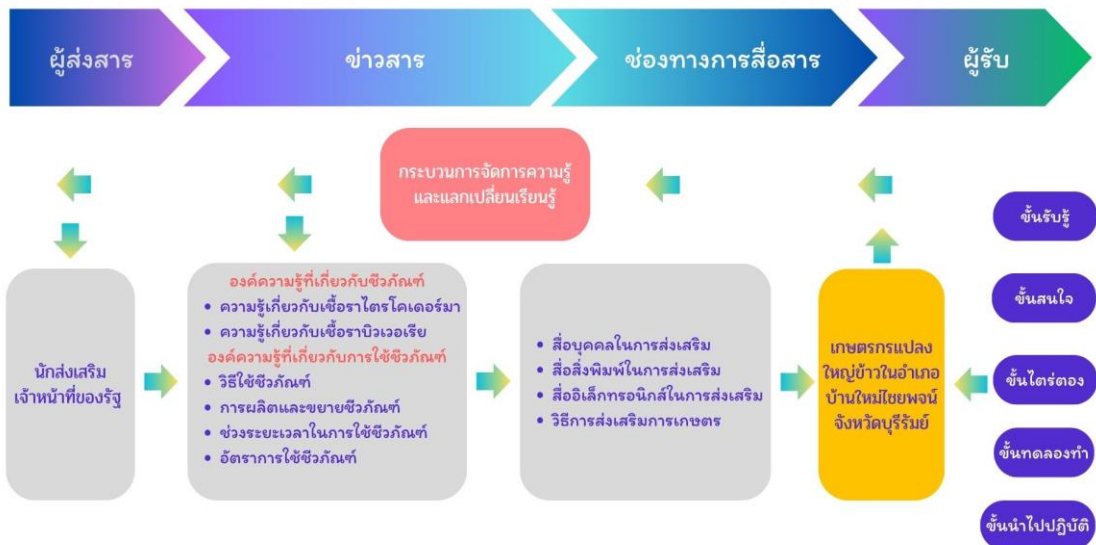 ผู้ส่งสาร
ข่าวสาร
ช่องทางการสื่อสาร
ผู้รับ
กระบวนการจัดการความรู้
และแลกเปลี่ยนเรียนรู้
นักส่งเสริม
เจ้าหน้าที่ของรัฐ
องค์ความรู้ที่เกี่ยวกับชีวภัณฑ์
• ความรู้เกี่ยวกับเชื้อราไตรโคเดอร์มา
• ความรู้เกี่ยวกับเชื้อราบิวเวอเรีย
องค์ความรู้ที่เกี่ยวกับการใช้ชีวภัณฑ์
• วิธีใช้ชีวภัณฑ์
• การผลิตและขยายชีวภัณฑ์
• ช่วงระยะเวลาในการใช้ชีวภัณฑ์
• อัตราการใช้ชีวภัณฑ์
• สื่อบุคคลในการส่งเสริม
• สื่อสิ่งพิมพ์ในการส่งเสริม
• สื่ออิเล็กทรอนิกส์ในการส่งเสริม
• วิธีการส่งเสริมการเกษตร
เกษตรกรแปลง
ใหญ่ข้าวในอำเภอ
บ้านใหม่ไชยพจน์
จังหวัดบุรีรัมย์
ขั้นรับรู้
ขั้นสนใจ
ขั้นไตร่ตอง
ขั้นทดลองทำ
ขั้นนำไปปฏิบัติ